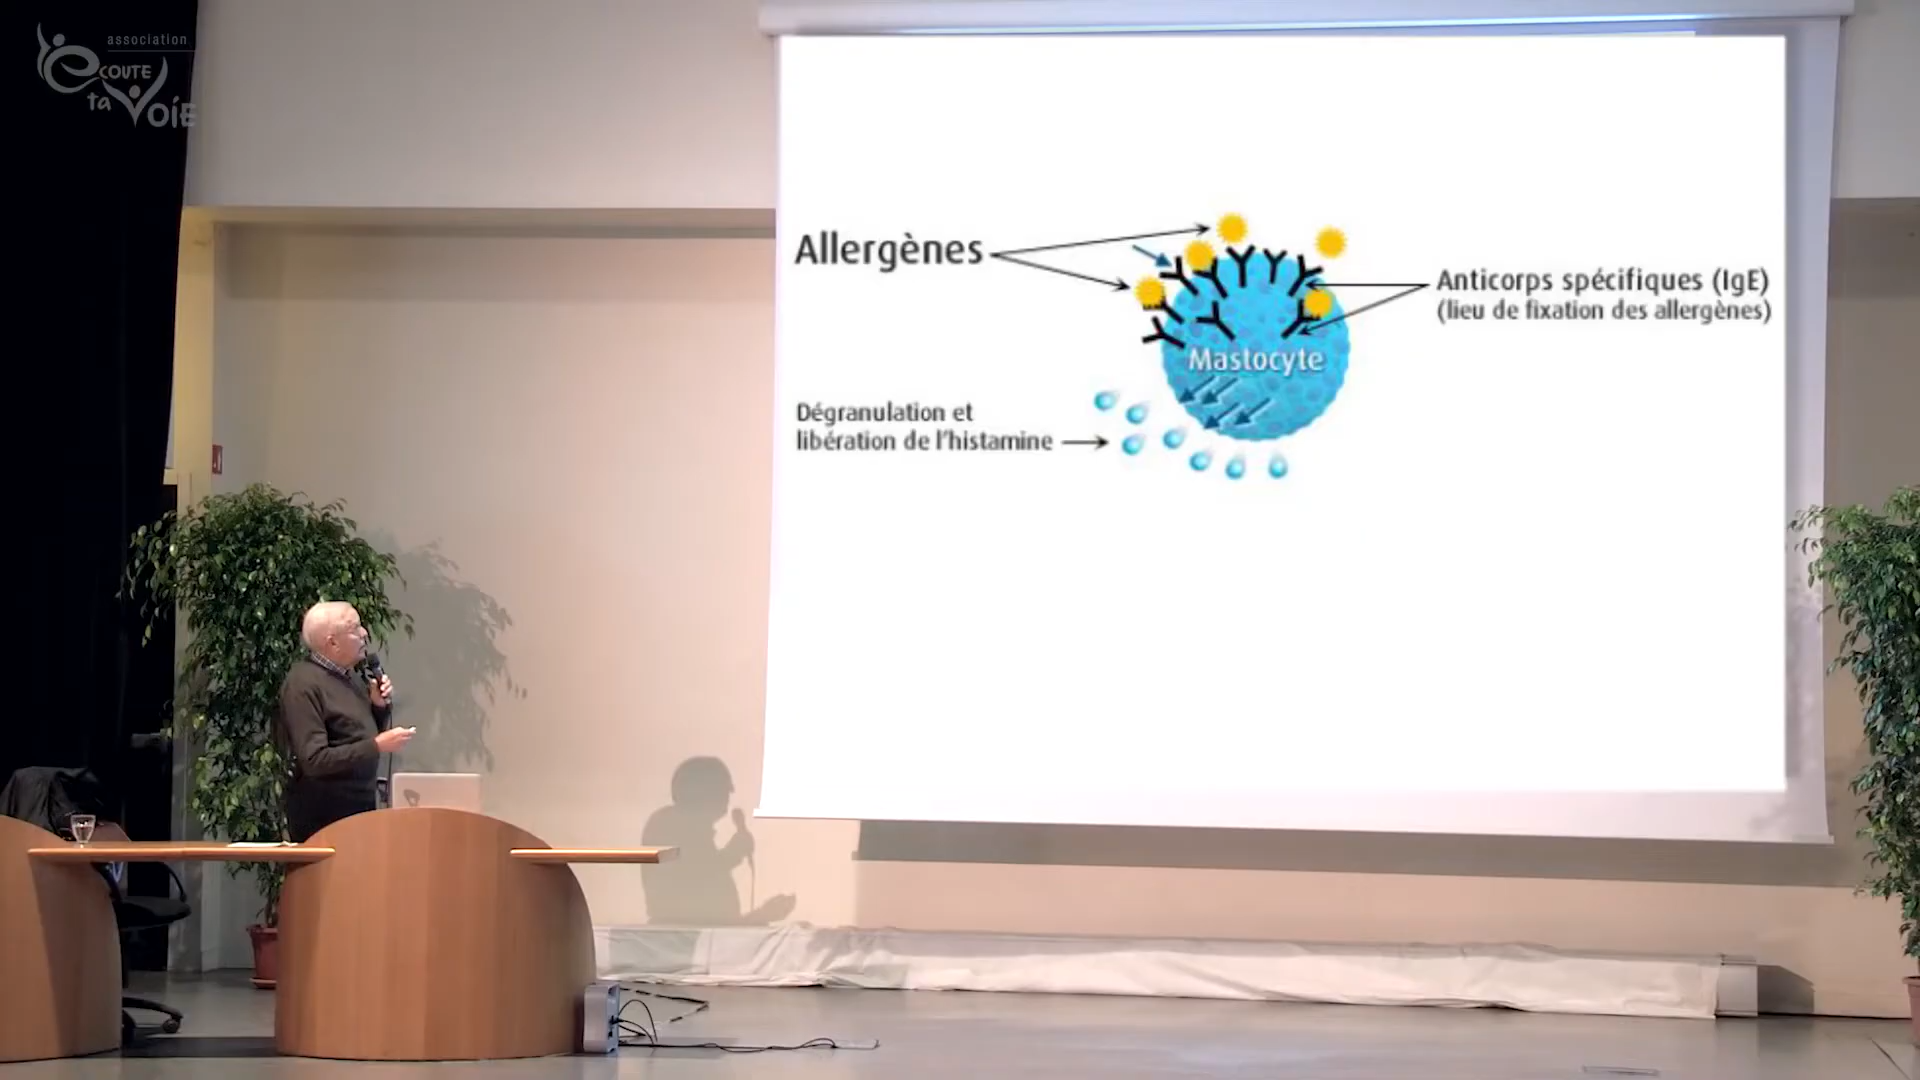 association
écoute
ta voie
Allergènes
Anticorps spécifiques (IgE)
(lieu de fixation des allergènes)
Mastocyte
Dégranulation et
libération de l'histamine